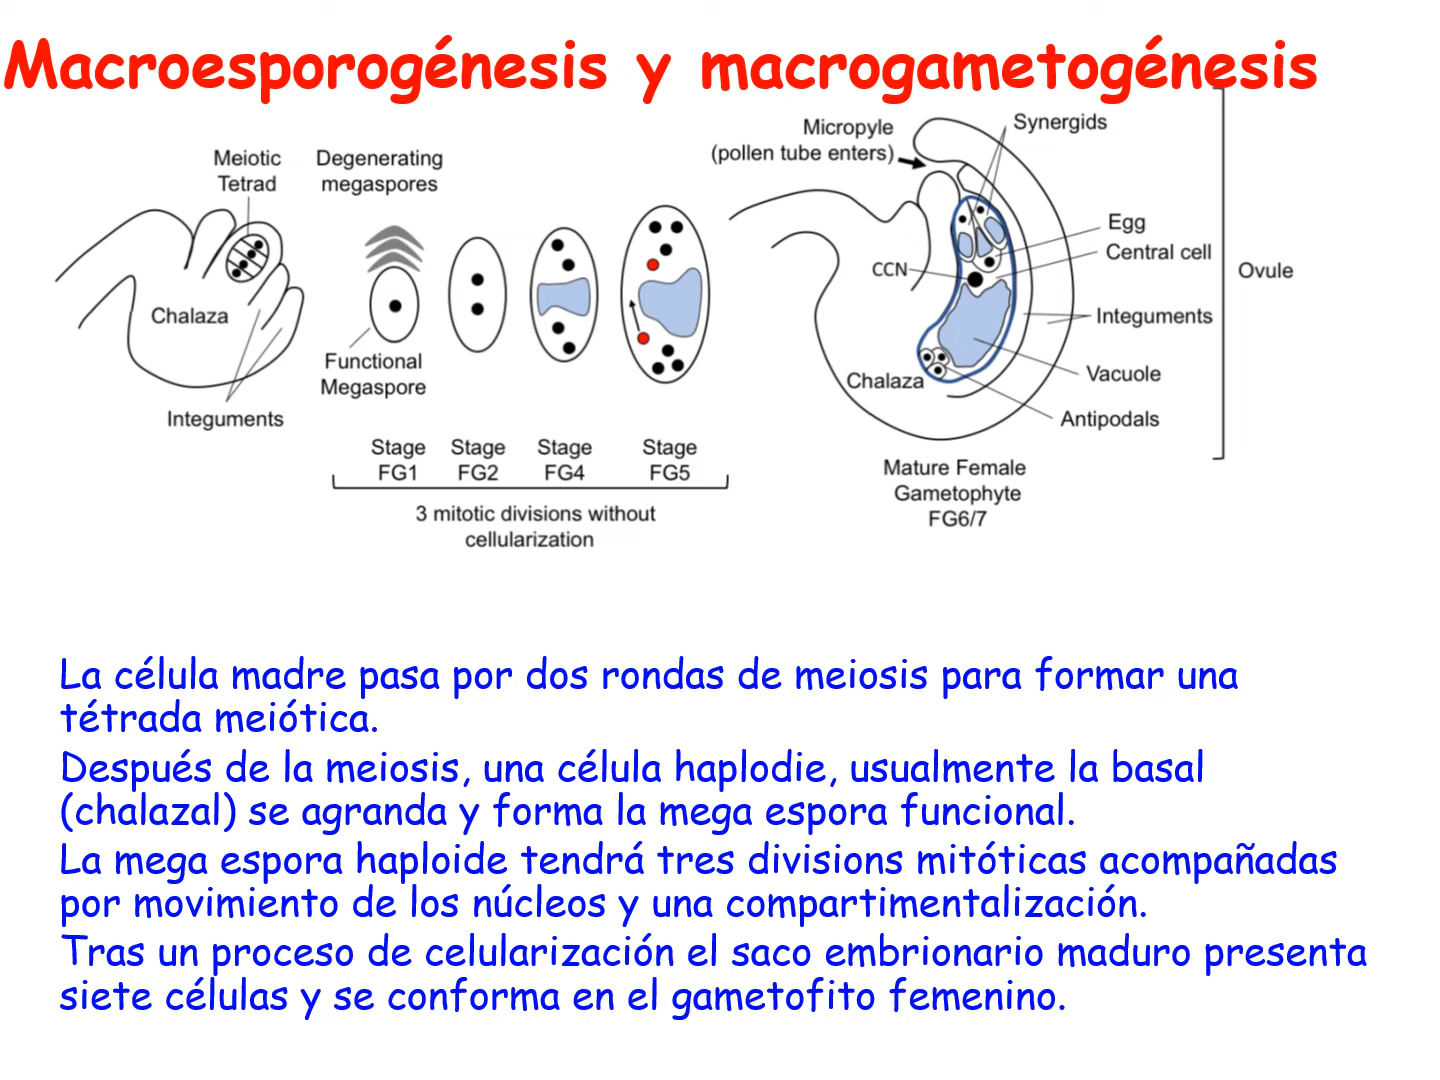 Macroesporogénesis y macrogametogénesis
Meiotic
Tetrad
Degenerating
megaspores
Chalaza
Integuments
Functional
Megaspore
Stage
FG1
Stage
FG2
Stage
FG4
Stage
FG5
3 mitotic divisions without
cellularization
Micropyle
(pollen tube enters)
Synergids
Egg
Central cell
CCN
Ovule
Integuments
Vacuole
Chalaza
Antipodals
Mature Female
Gametophyte
FG6/7
La célula madre pasa por dos rondas de meiosis para formar una
tétrada meiótica.
Después de la meiosis, una célula haplodie, usualmente la basal
(chalazal) se agranda y forma la mega espora funcional.
La mega espora haploide tendrá tres divisions mitóticas acompañadas
por movimiento de los núcleos y una compartimentalización.
Tras un proceso de celularización el saco embrionario maduro presenta
siete células y se conforma en el gametofito femenino.